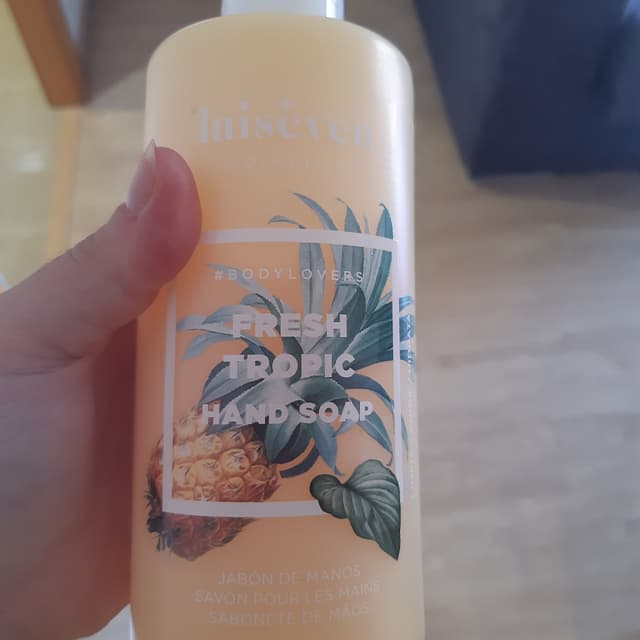 laiseven
#BODYLOVERS
FRESH
TROPIC
HAND SOAP
JABÓN DE MANOS
SAVON POUR LES MAINS
SABONETE DE MÃOS